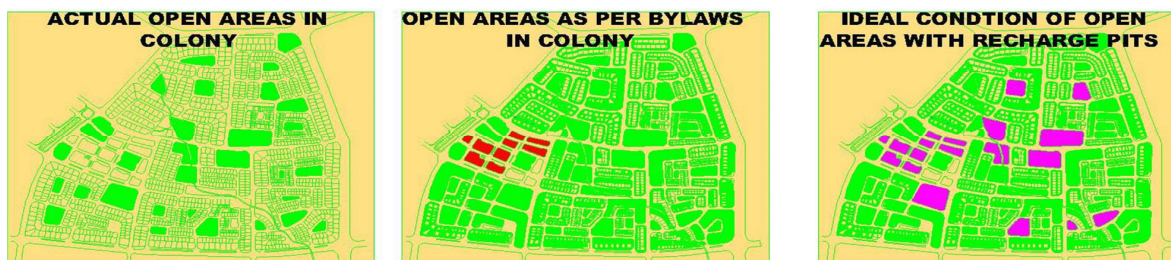 ACTUAL OPEN AREAS IN
COLONY
OPEN AREAS AS PER BYLAWS
IN COLONY
IDEAL CONDTION OF OPEN
AREAS WITH RECHARGE PITS